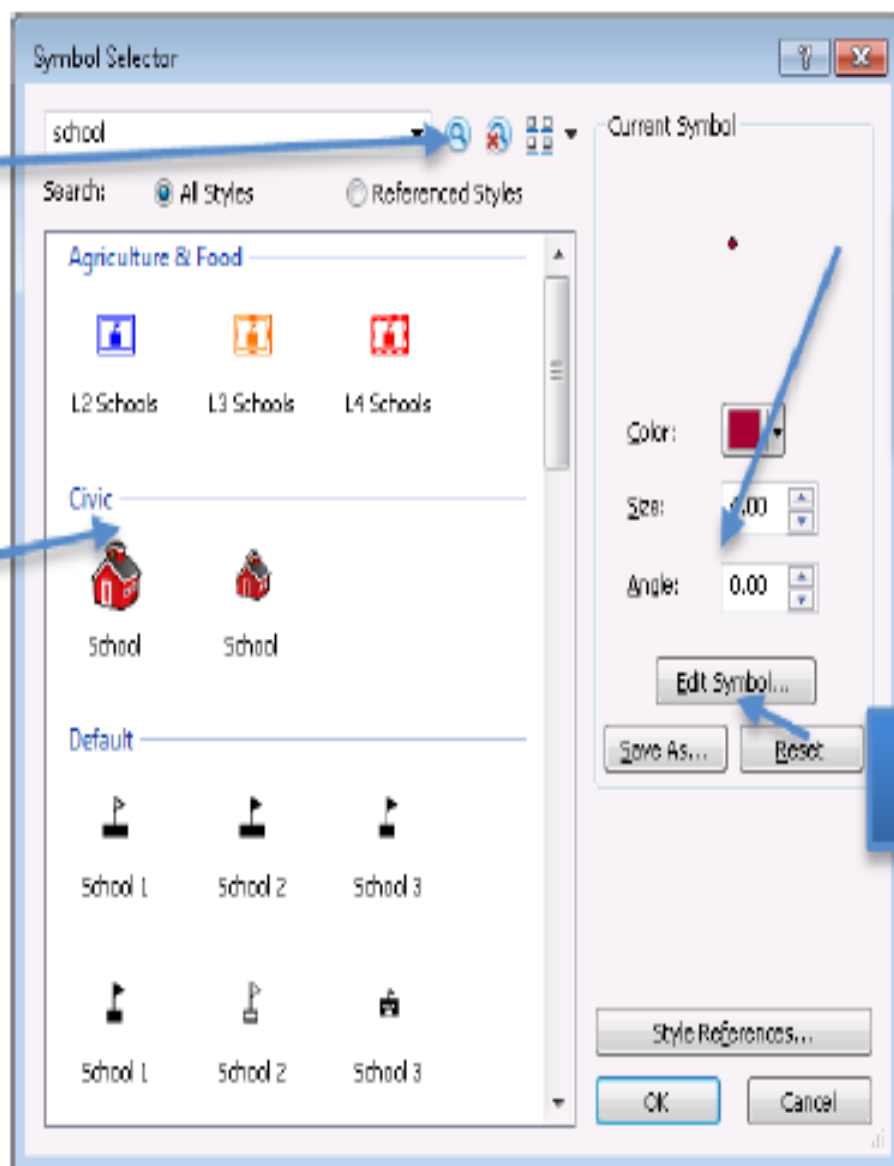 Symbol Selector
school
Search: All Styles Referenced Styles
Agriculture & Food
L2 Schools L3 Schools L4 Schools
Civic
School School
Default
School 1 School 2 School 3
School 1 School 2 School 3
Current Symbol
Color:
Size: .00
Angle: 0.00
Edit Symbol...
Save As... Reset
Style References...
OK Cancel